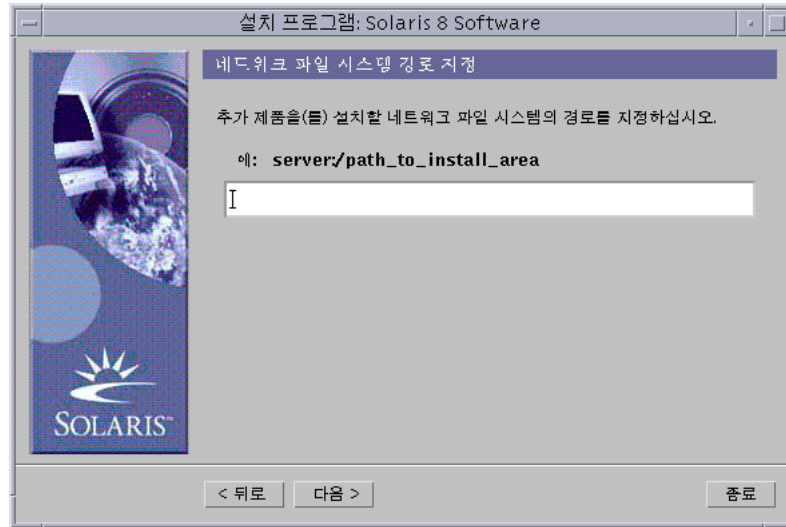 설치 프로그램: Solaris 8 Software
네트워크 파일 시스템 경로 지정
추가 제품을(를) 설치할 네트워크 파일 시스템의 경로를 지정하십시오.
예: server:/path_to_install_area
SOLARIS™
< 뒤로
다음 >
종료